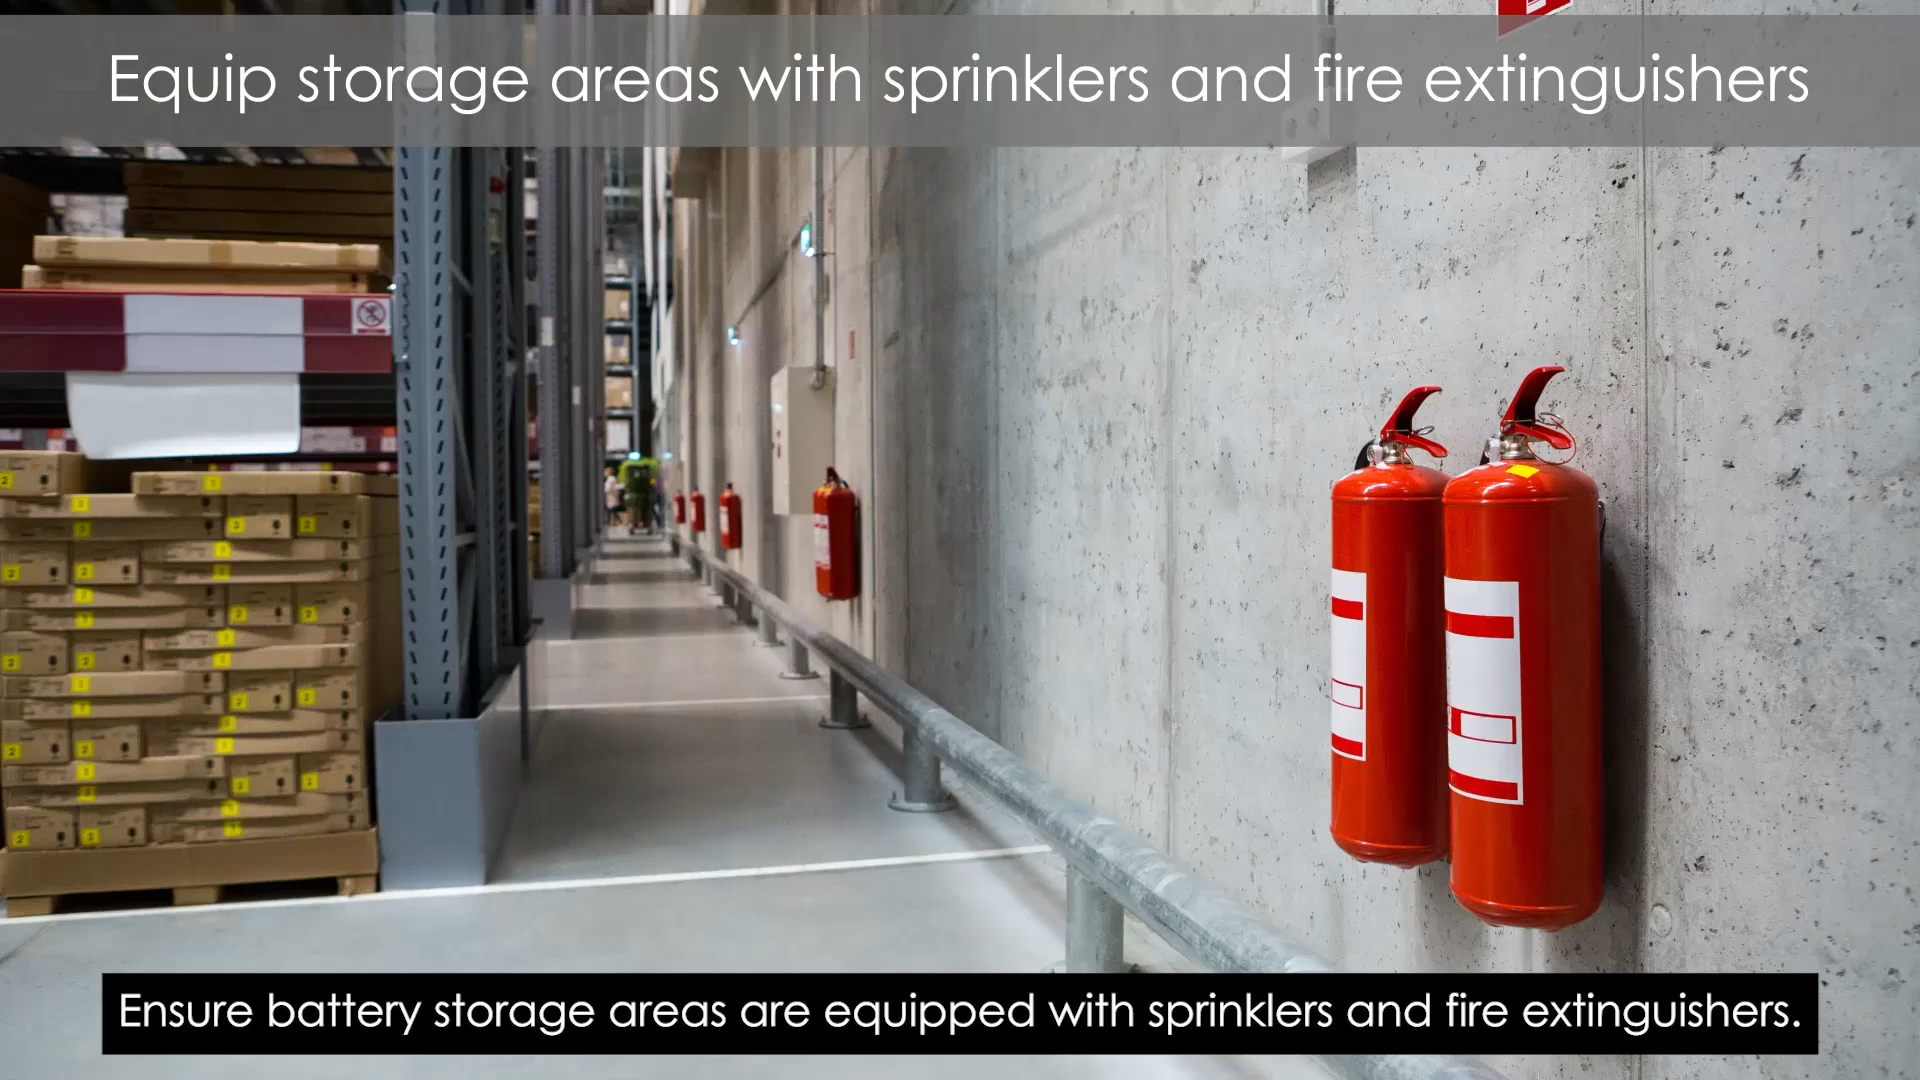 Equip storage areas with sprinklers and fire extinguishers
Ensure battery storage areas are equipped with sprinklers and fire extinguishers.